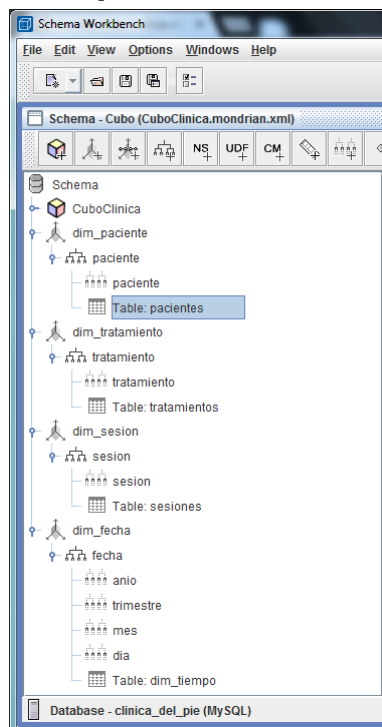 Schema Workbench
File Edit View Options Windows Help
Schema - Cubo (CuboClinica.mondrian.xml)
NS UDF CM
Schema
CuboClinica
dim_paciente
paciente
paciente
Table: pacientes
dim_tratamiento
tratamiento
tratamiento
Table: tratamientos
dim_sesion
sesion
sesion
Table: sesiones
dim_fecha
fecha
anio
trimestre
mes
dia
Table: dim_tiempo
Database - clinica_del_pie (MySQL)